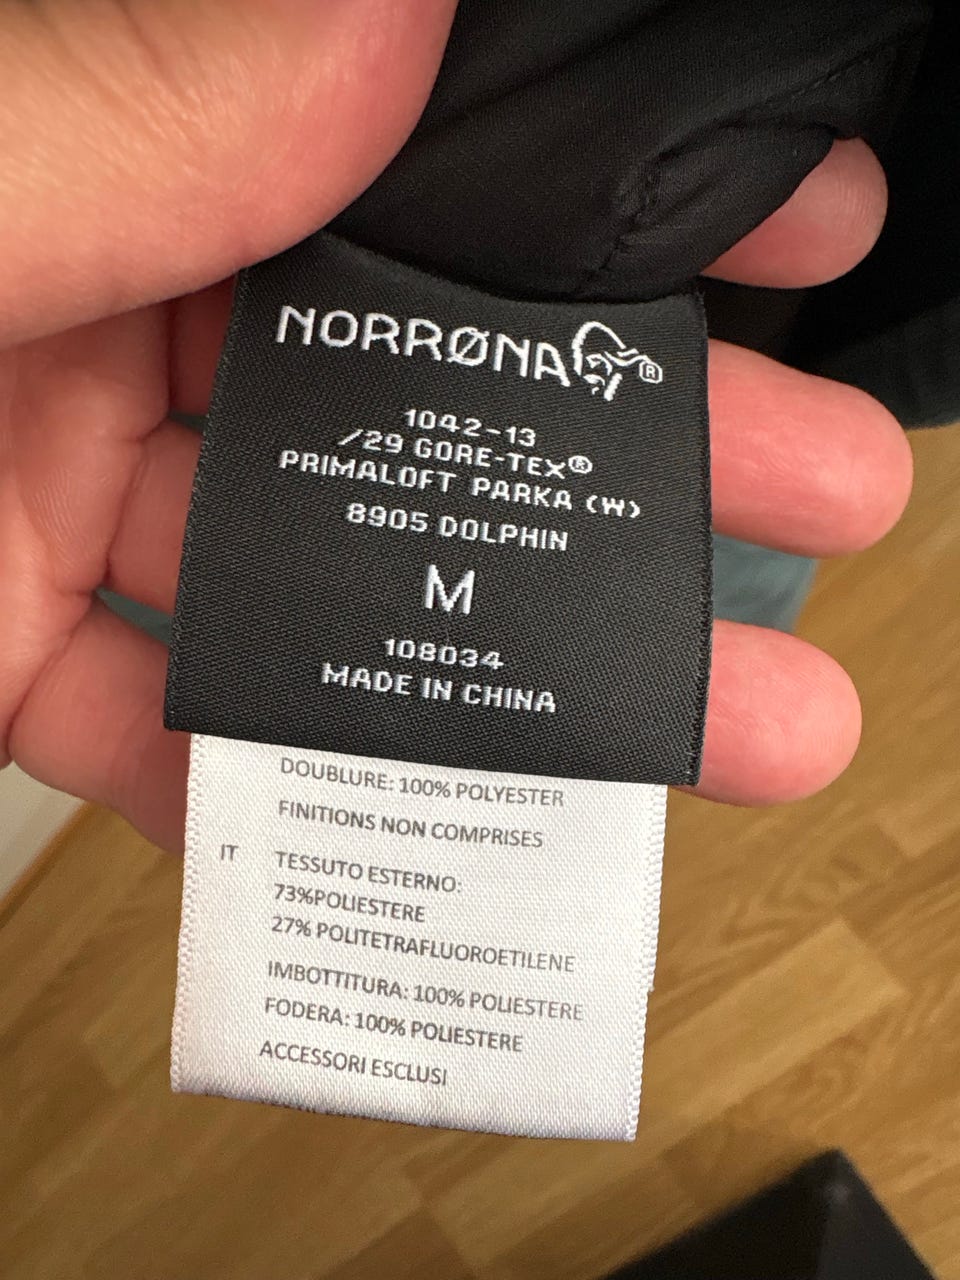 NORRØNA®
1042-13
/29 GORE-TEX®
PRIMALOFT PARKA (W)
8905 DOLPHIN
M
108034
MADE IN CHINA
DOUBLURE: 100% POLYESTER
FINITIONS NON COMPRISES
IT TESSUTO ESTERNO:
73%POLIESTERE
27% POLITETRAFLUOROETILENE
IMBOTTITURA: 100% POLIESTERE
FODERA: 100% POLIESTERE
ACCESSORI ESCLUSI